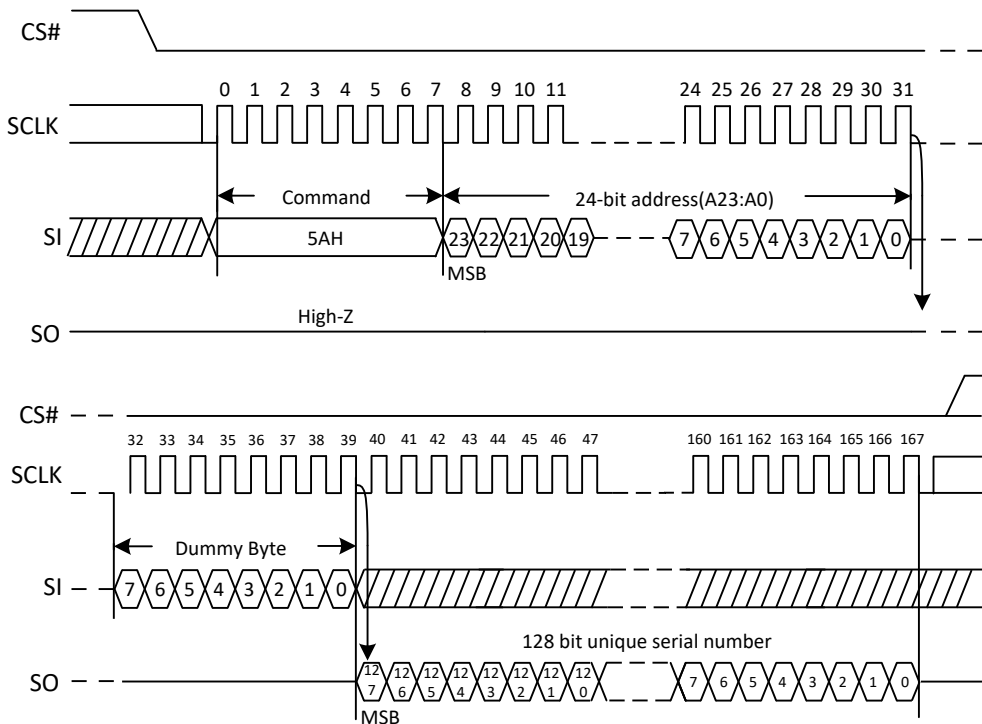 CS#
0 1 2 3 4 5 6 7 8 9 10 11 24 25 26 27 28 29 30 31
SCLK
Command 24-bit address(A23:A0)
SI 5AH 23 22 21 20 19 7 6 5 4 3 2 1 0
MSB
High-Z
SO
CS#
32 33 34 35 36 37 38 39 40 41 42 43 44 45 46 47 160 161 162 163 164 165 166 167
SCLK
Dummy Byte
SI 7 6 5 4 3 2 1 0
128 bit unique serial number
SO 127 126 125 124 123 122 121 120 7 6 5 4 3 2 1 0
MSB